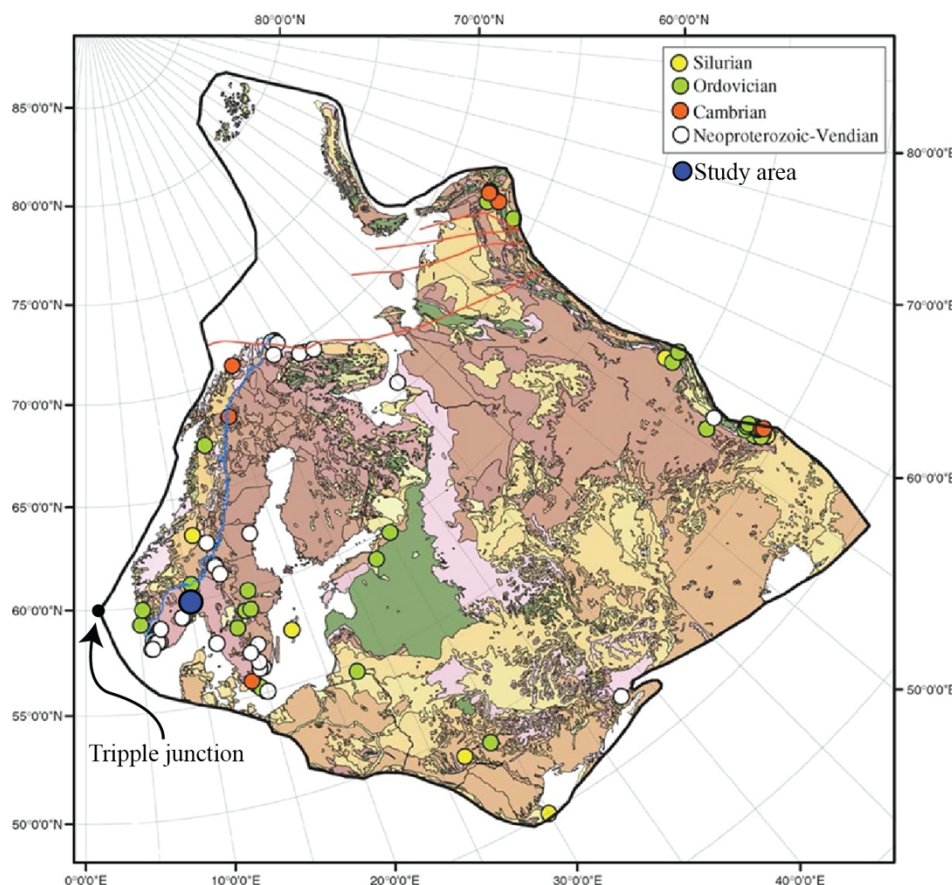 80°0'0"N
70°0'0"N
60°0'0"N
Silurian
Ordovician
Cambrian
Neoproterozoic-Vendian
Study area
85°0'0"N
80°0'0"N
75°0'0"N
70°0'0"N
65°0'0"N
60°0'0"N
55°0'0"N
50°0'0"N
80°0'0"E
70°0'0"E
60°0'0"E
50°0'0"E
Tripple junction
0°0'0"E
10°0'0"E
20°0'0"E
30°0'0"E
40°0'0"E